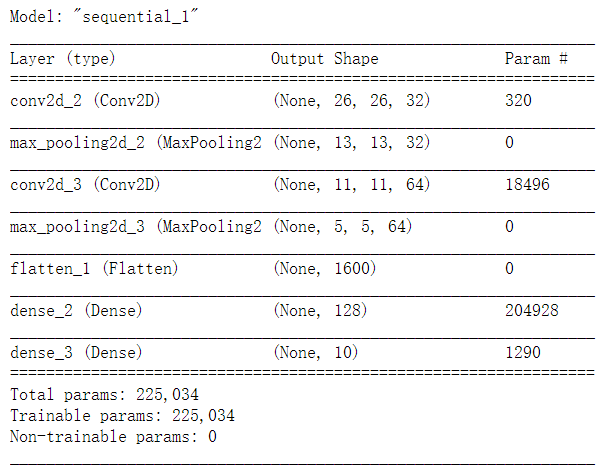 Model: "sequential_1"
Layer (type) Output Shape Param #
conv2d_2 (Conv2D) (None, 26, 26, 32) 320
max_pooling2d_2 (MaxPooling2 (None, 13, 13, 32) 0
conv2d_3 (Conv2D) (None, 11, 11, 64) 18496
max_pooling2d_3 (MaxPooling2 (None, 5, 5, 64) 0
flatten_1 (Flatten) (None, 1600) 0
dense_2 (Dense) (None, 128) 204928
dense_3 (Dense) (None, 10) 1290
Total params: 225,034
Trainable params: 225,034
Non-trainable params: 0